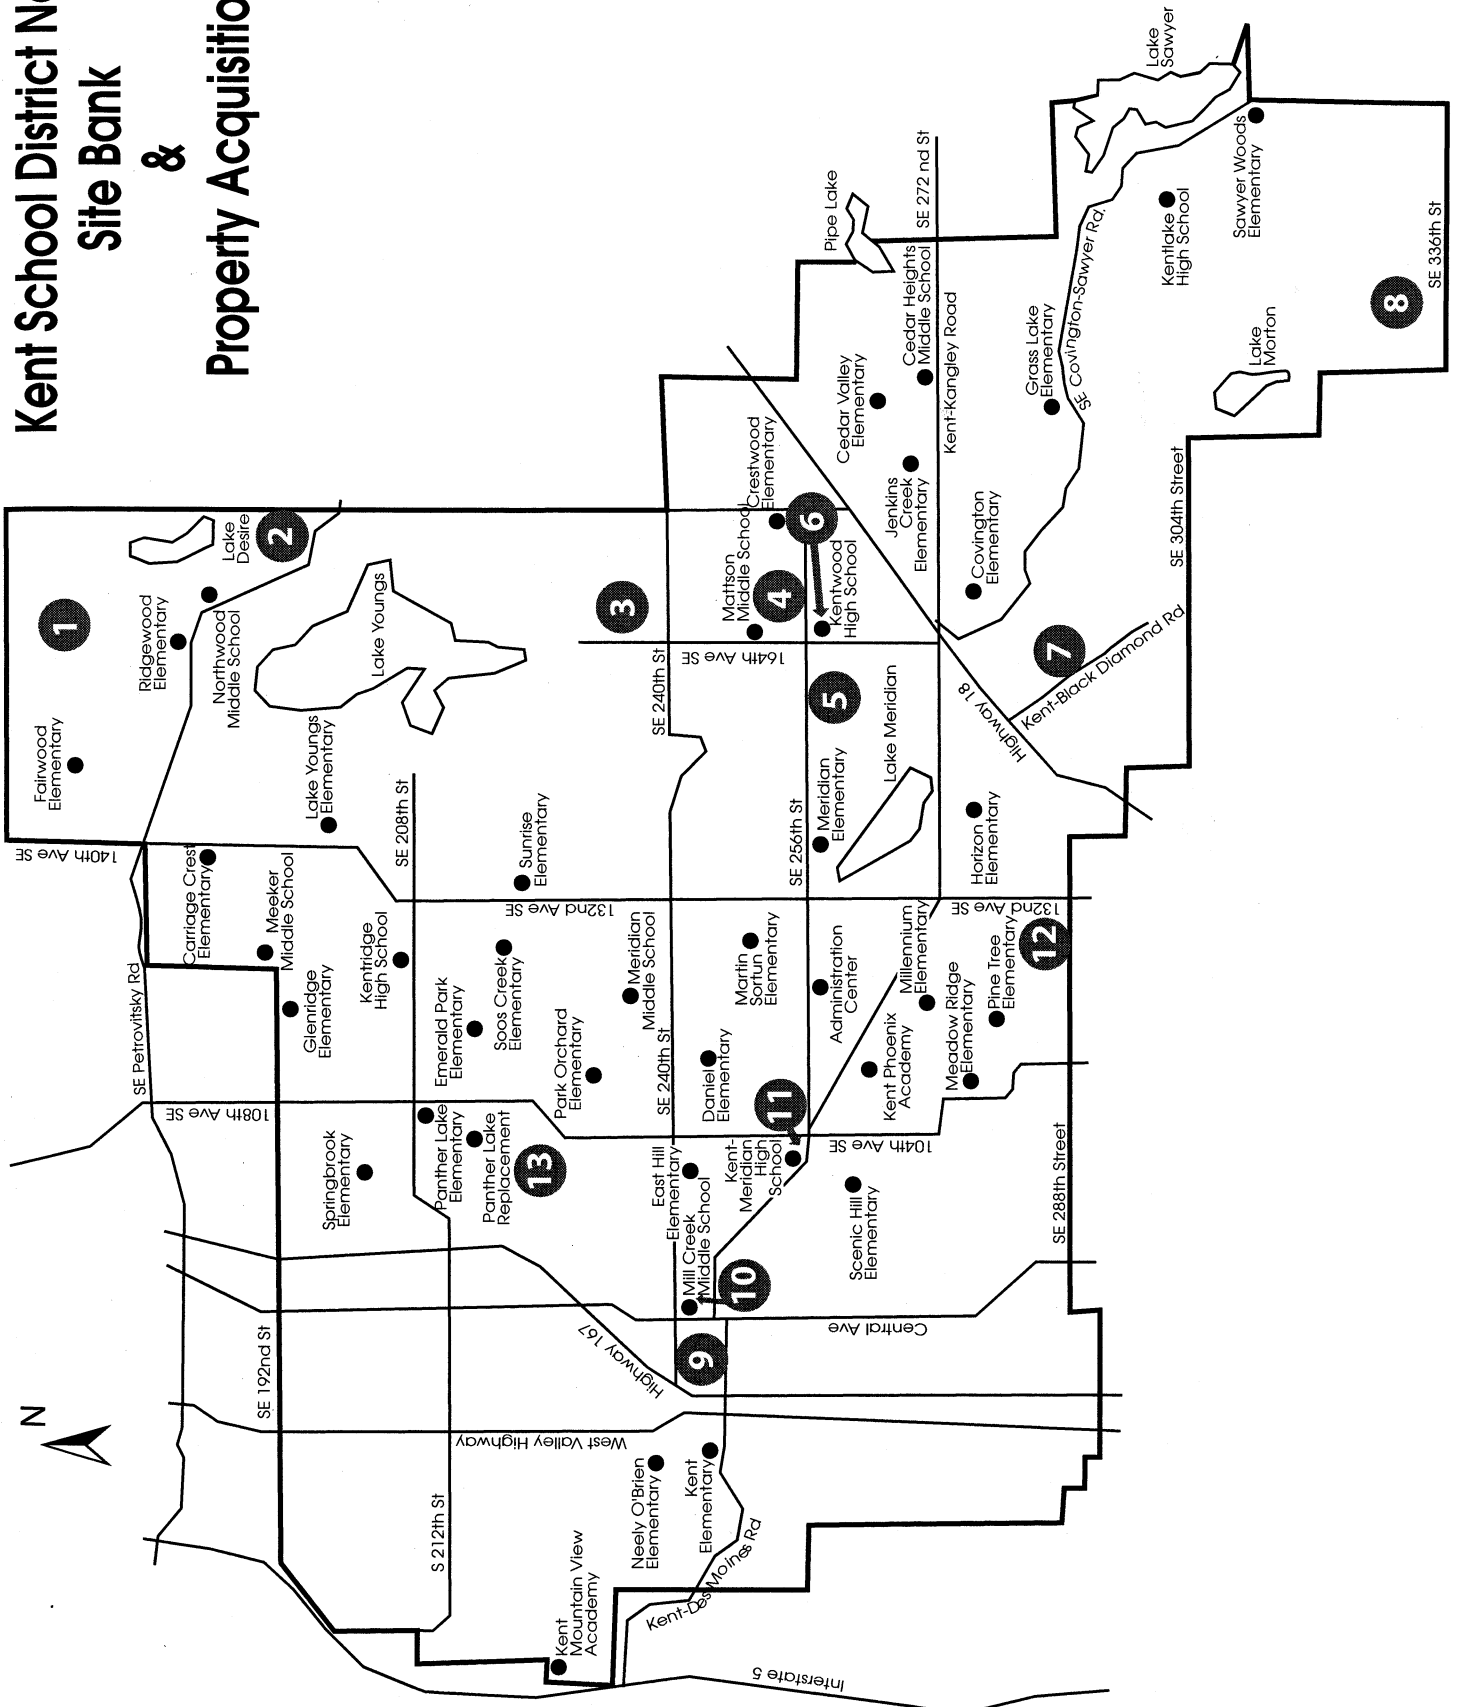 Kent School District No
Site Bank
&
Property Acquisitio
N
Lake
Sawyer
Pipe Lake
SE 272 nd St
Sawyer Woods
Elementary
Kentlake
High School
SE 336th St
8
Lake
Morton
SE Covington-Sawyer Rd.
Grass Lake
Elementary
Cedar Heights
Middle School
Kent-Kangley Road
Cedar Valley
Elementary
Jenkins
Creek
Elementary
Covington
Elementary
SE 304th Street
Crestwood
Elementary
6
Mattson
Middle School
4
Kentwood
High School
3
164th Ave SE
SE 240th St
5
7
Kent-Black Diamond Rd
Highway 18
Lake Meridian
Meridian
Elementary
SE 256th St
Horizon
Elementary
1
2
Lake
Desire
Ridgewood
Elementary
Northwood
Middle School
Lake Youngs
Fairwood
Elementary
Lake Youngs
Elementary
SE 208th St
Sunrise
Elementary
140th Ave SE
132nd Ave SE
132nd Ave SE
12
Carriage Crest
Elementary
Meeker
Middle School
Glenridge
Elementary
Kentridge
High School
Soos Creek
Elementary
Emerald Park
Elementary
Meridian
Middle School
Park Orchard
Elementary
SE 240th St
Martin
Sortun
Elementary
Daniel
Elementary
Administration
Center
Millennium
Elementary
Kent Phoenix
Academy
Pine Tree
Elementary
Meadow Ridge
Elementary
SE Petrovitsky Rd
108th Ave SE
104th Ave SE
11
Kent-
Meridian
High
School
Panther Lake
Elementary
Panther Lake
Replacement
13
Springbrook
Elementary
East Hill
Elementary
Mill Creek
Middle School
10
Scenic Hill
Elementary
SE 288th Street
Central Ave
9
Highway 167
SE 192nd St
West Valley Highway
S 212th St
Neely O'Brien
Elementary
Kent
Elementary
Kent-Des Moines Rd
Kent
Mountain View
Academy
Interstate 5